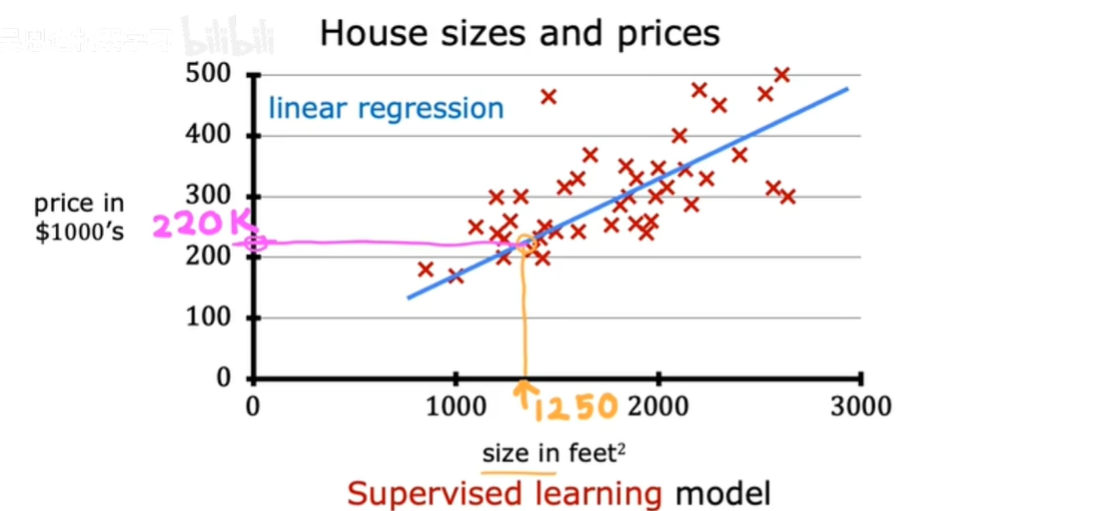 bilibili
House sizes and prices
500
linear regression
400
price in
$1000's
300
220K
200
100
0
0 1000 1250 2000 3000
size in feet²
Supervised learning model